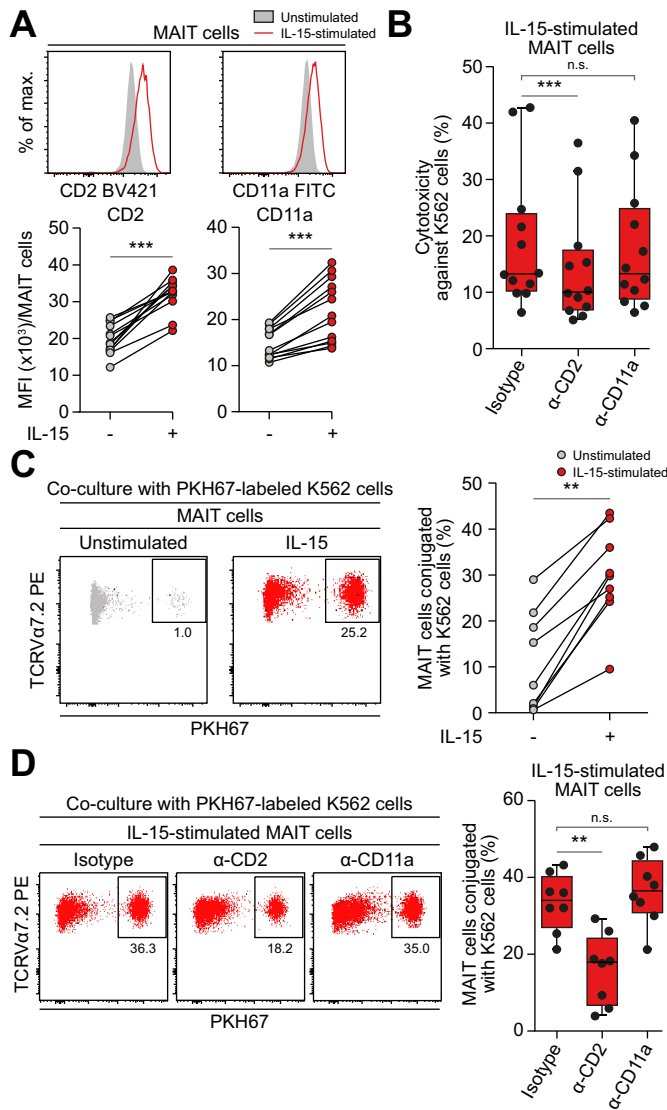 A
MAIT cells
Unstimulated
IL-15-stimulated
% of max.
CD2 BV421
CD11a FITC
CD2
CD11a
MFI (x10³)/MAIT cells
50
40
30
20
10
0
***
40
30
20
10
0
***
IL-15
-
+
-
+
B
IL-15-stimulated
MAIT cells
n.s.
***
Cytotoxicity
against K562 cells (%)
50
40
30
20
10
0
Isotype
α-CD2
α-CD11a
C
Co-culture with PKH67-labeled K562 cells
MAIT cells
Unstimulated
IL-15
TCRVα7.2 PE
1.0
25.2
PKH67
Unstimulated
IL-15-stimulated
**
MAIT cells conjugated
with K562 cells (%)
50
40
30
20
10
0
IL-15
-
+
D
Co-culture with PKH67-labeled K562 cells
IL-15-stimulated MAIT cells
Isotype
α-CD2
α-CD11a
TCRVα7.2 PE
36.3
18.2
35.0
PKH67
IL-15-stimulated
MAIT cells
n.s.
**
MAIT cells conjugated
with K562 cells (%)
60
40
20
0
Isotype
α-CD2
α-CD11a